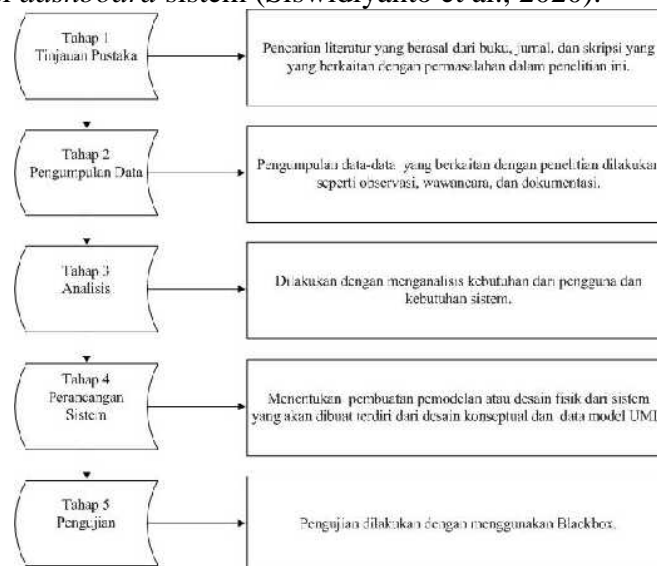 dashboard sistem (Siswidiyanto et al., 2020).
Tahap 1
Tinjauan Pustaka
Pencarian literatur yang berasal dari buku, jurnal, dan skripsi yang
yang berkaitan dengan permasalahan dalam penelitian ini.
Tahap 2
Pengumpulan Data
Pengumpulan data-data yang berkaitan dengan penelitian dilakukan
seperti observasi, wawancara, dan dokumentasi.
Tahap 3
Analisis
Dilakukan dengan menganalisis kebutuhan dari pengguna dan
kebutuhan sistem.
Tahap 4
Perancangan
Sistem
Menentukan pembuatan pemodelan atau desain fisik dari sistem
yang akan dibuat terdiri dari desain konseptual dan data model UML
Tahap 5
Pengujian
Pengujian dilakukan dengan menggunakan Blackbox.